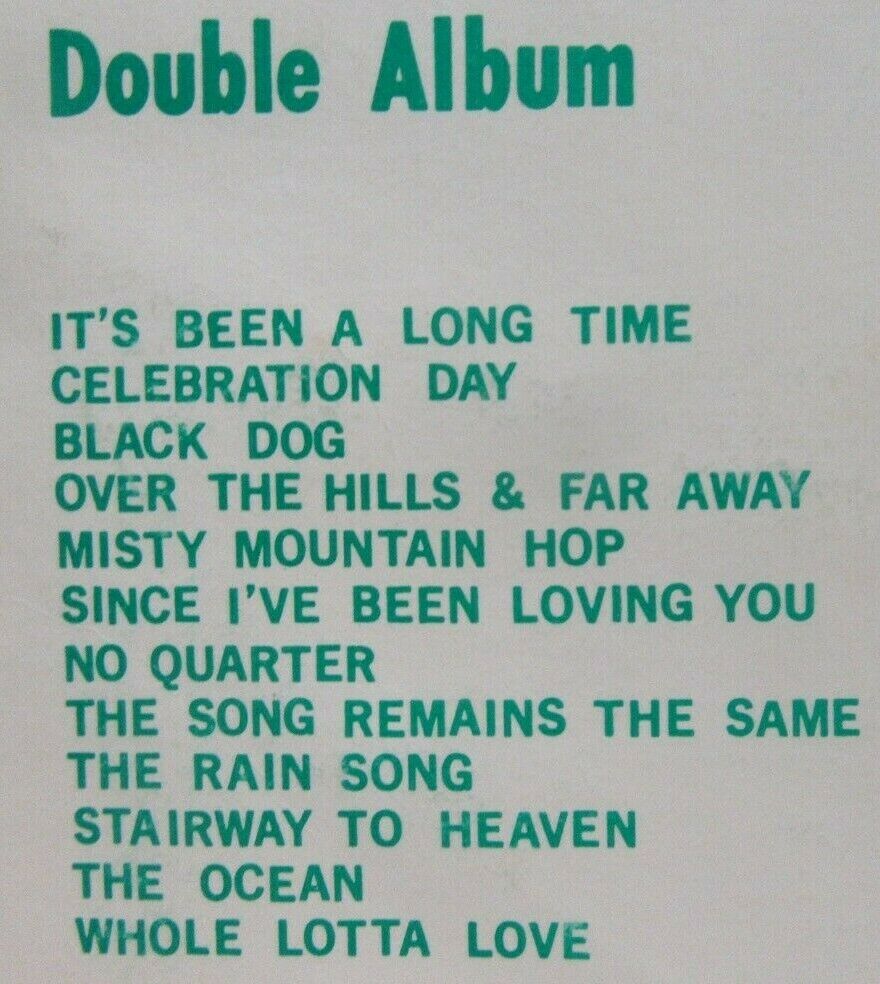 Double Album
IT'S BEEN A LONG TIME
CELEBRATION DAY
BLACK DOG
OVER THE HILLS & FAR AWAY
MISTY MOUNTAIN HOP
SINCE I'VE BEEN LOVING YOU
NO QUARTER
THE SONG REMAINS THE SAME
THE RAIN SONG
STAIRWAY TO HEAVEN
THE OCEAN
WHOLE LOTTA LOVE